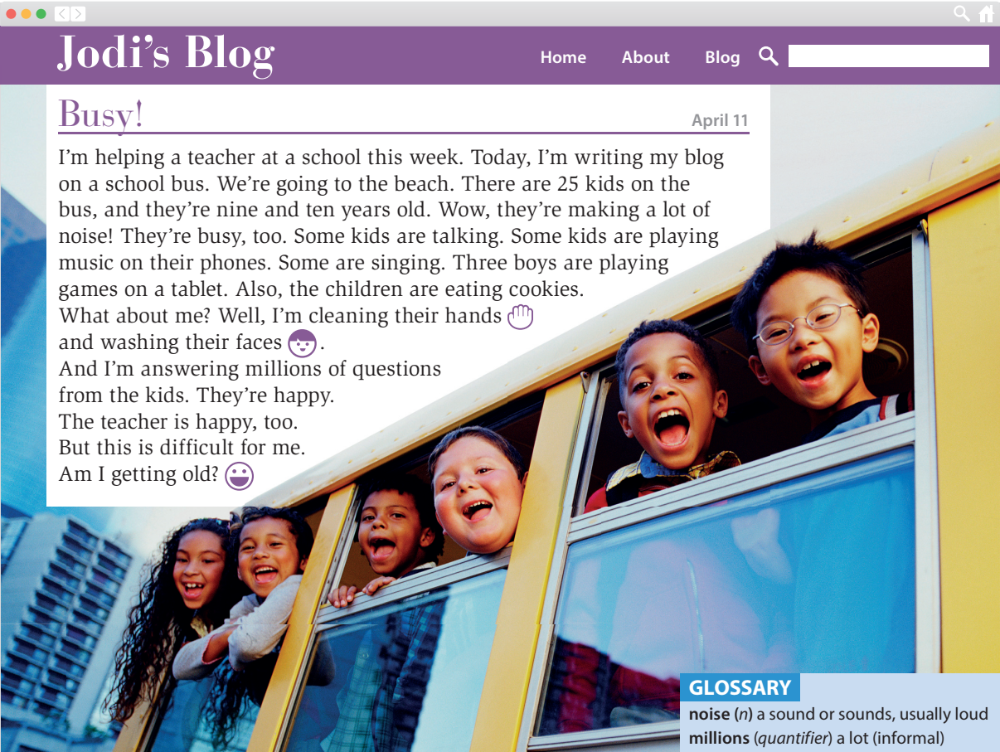 Jodi’s Blog
Home About Blog
Busy!
April 11
I’m helping a teacher at a school this week. Today, I’m writing my blog
on a school bus. We’re going to the beach. There are 25 kids on the
bus, and they’re nine and ten years old. Wow, they’re making a lot of
noise! They’re busy, too. Some kids are talking. Some kids are playing
music on their phones. Some are singing. Three boys are playing
games on a tablet. Also, the children are eating cookies.
What about me? Well, I’m cleaning their hands
and washing their faces .
And I’m answering millions of questions
from the kids. They’re happy.
The teacher is happy, too.
But this is difficult for me.
Am I getting old?
GLOSSARY
noise (n) a sound or sounds, usually loud
millions (quantifier) a lot (informal)